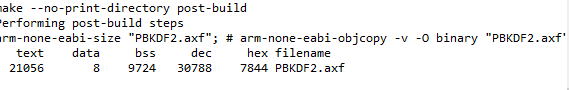 make --no-print-directory post-build
Performing post-build steps
arm-none-eabi-size "PBKDF2.axf"; # arm-none-eabi-objcopy -v -O binary "PBKDF2.axf"
text data bss dec hex filename
21056 8 9724 30788 7844 PBKDF2.axf